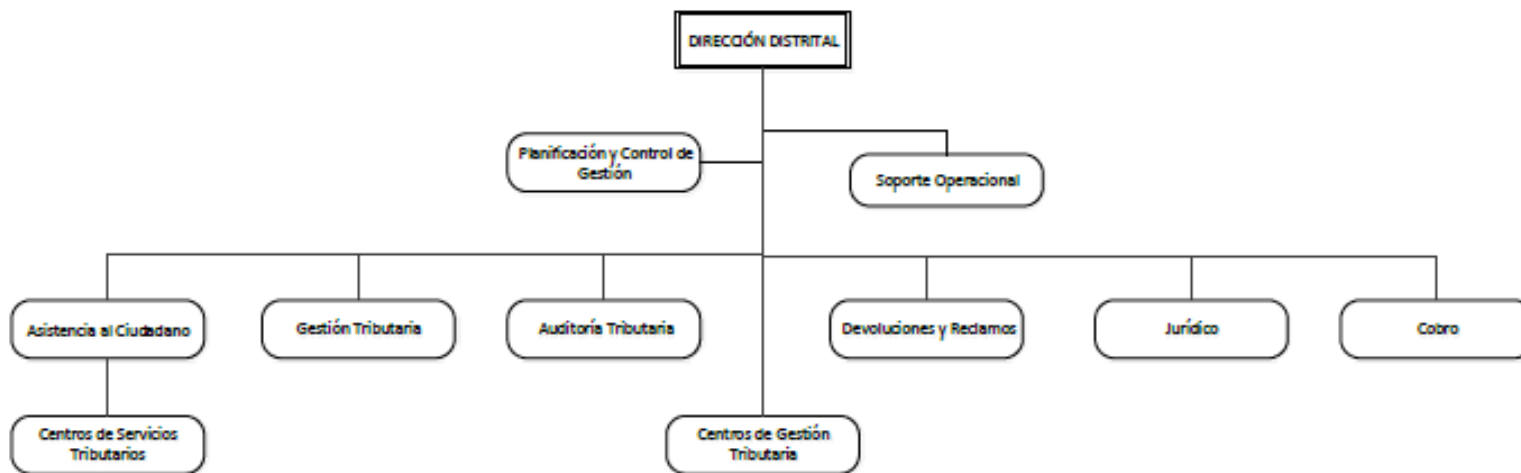 DIRECCIÓN DISTRITAL
Planificación y Control de
Gestión
Soporte Operacional
Asistencia al Ciudadano
Gestión Tributaria
Auditoría Tributaria
Devoluciones y Reclamos
Jurídico
Cobro
Centros de Servicios
Tributarios
Centros de Gestión
Tributaria